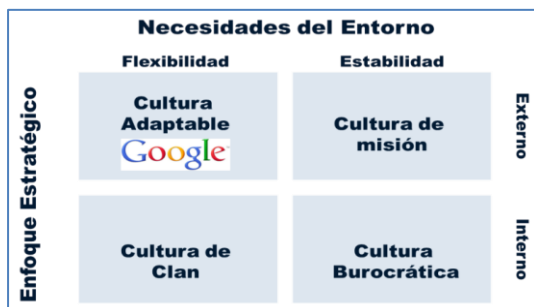 Necesidades del Entorno
Flexibilidad
Estabilidad
Enfoque Estratégico
Cultura
Adaptable
Google
Cultura de
misión
Externo
Cultura de
Clan
Cultura
Burocrática
Interno